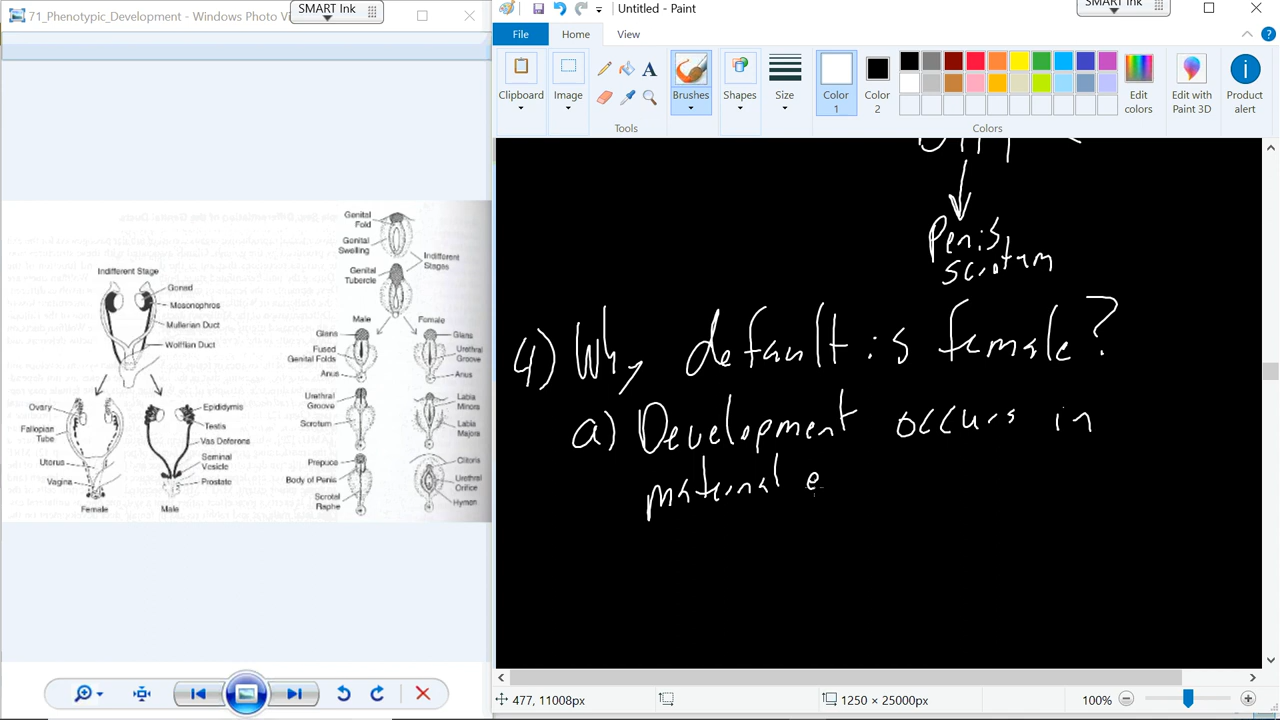 71_Phenotypic_Development - Windows Photo Vi
SMART Ink
Untitled - Paint
SMART Ink
File
Home
View
Clipboard
Image
Tools
Brushes
Shapes
Size
Color
1
Color
2
Colors
Edit
colors
Edit with
Paint 3D
Product
alert
Genital
Fold
Genital
Swelling
Indifferent
Stages
Genital
Tubercle
Male
Female
Glans
Fused
Genital Folds
Anus
Glans
Urethral
Groove
Anus
Urethral
Groove
Scrotum
Labia
Minora
Labia
Majora
Prepuce
Body of Penis
Scrotal
Raphe
Clitoris
Urethral
Orifice
Hymen
Indifferent Stage
Gonad
Mesonephros
Mullerian Duct
Wolffian Duct
Ovary
Fallopian
Tube
Uterus
Vagina
Female
Epididymis
Testis
Vas Deferens
Seminal
Vesicle
Prostate
Male
Penis,
scrotum
4) Why default is female?
a) Development occurs in
maternal e
477, 11008px
1250 × 25000px
100%